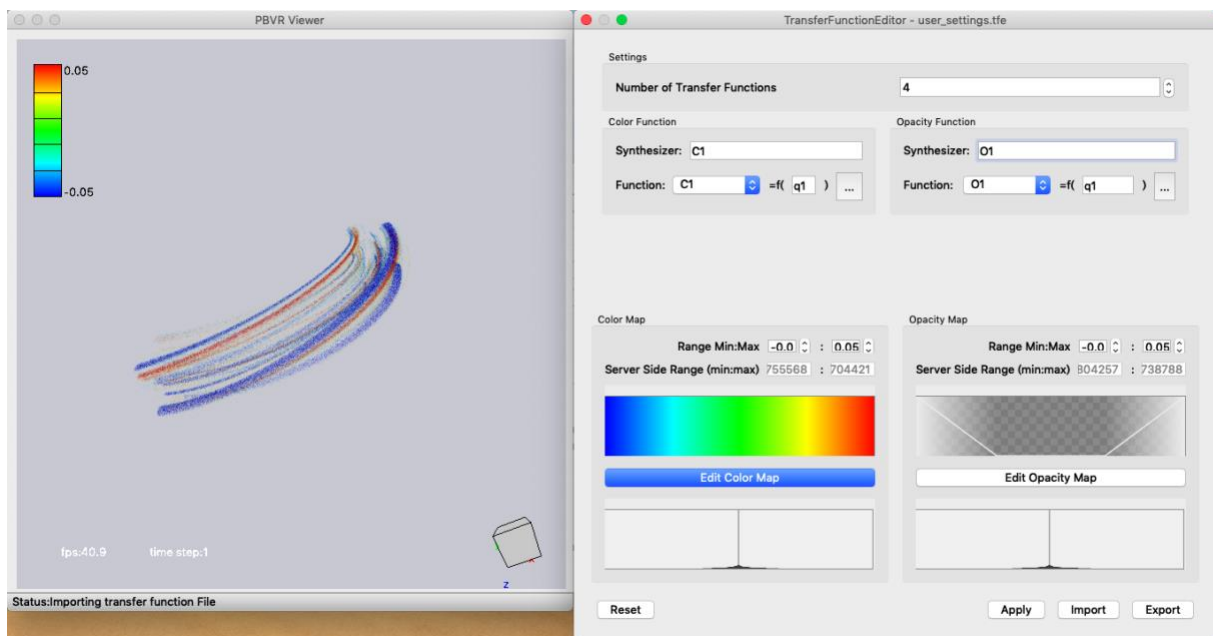 PBVR Viewer
0.05
-0.05
fps:40.9 time step:1
Z
Status:Importing transfer function File
TransferFunctionEditor - user_settings.tfe
Settings
Number of Transfer Functions 4
Color Function
Synthesizer: C1
Function: C1 =f( q1 ) ...
Opacity Function
Synthesizer: O1
Function: O1 =f( q1 ) ...
Color Map
Range Min:Max -0.0 : 0.05
Server Side Range (min:max) 755568 : 704421
Edit Color Map
Opacity Map
Range Min:Max -0.0 : 0.05
Server Side Range (min:max) 804257 : 738788
Edit Opacity Map
Reset Apply Import Export